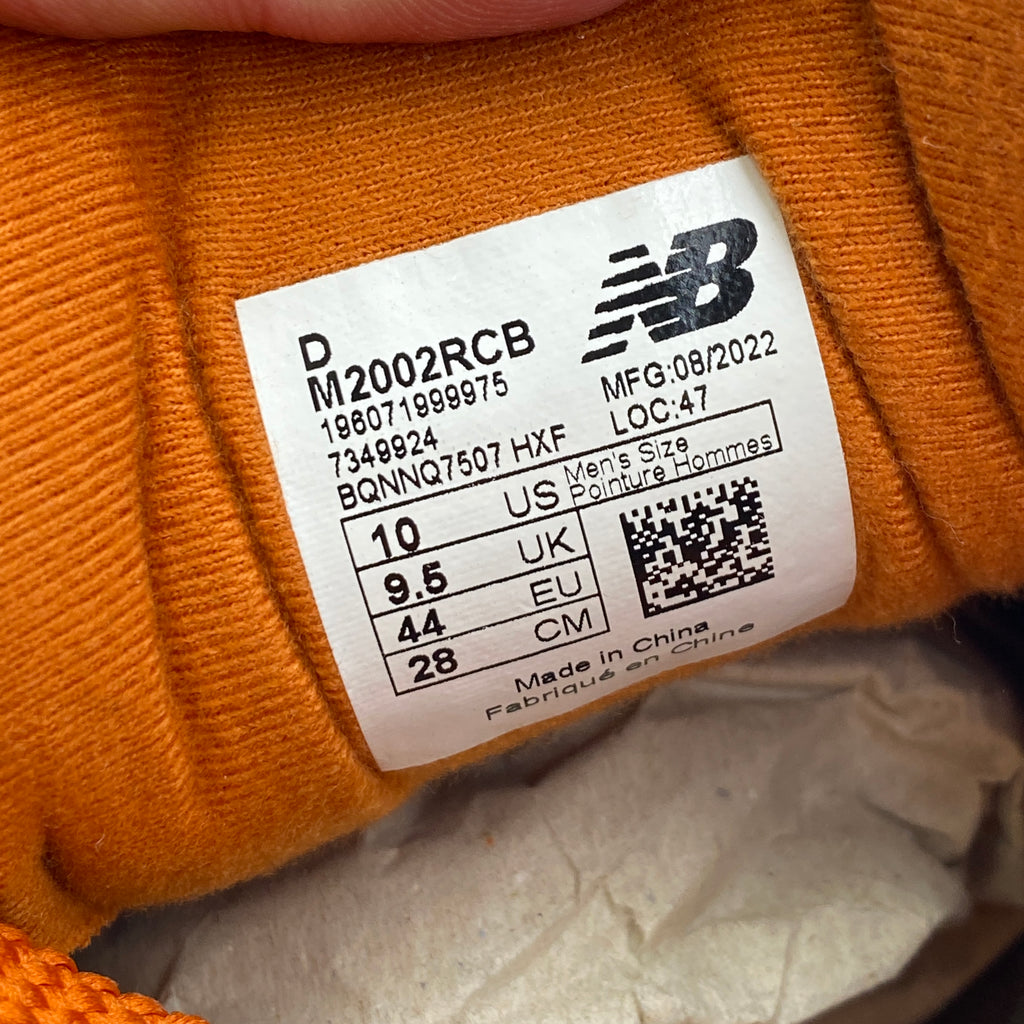 NB
D
M2002RCB
196071999975
7349924
BQNNQ7507 HXF
MFG:08/2022
LOC:47
Men's Size
Pointure Hommes
10 US
9.5 UK
44 EU
28 CM
Made in China
Fabriqué en Chine